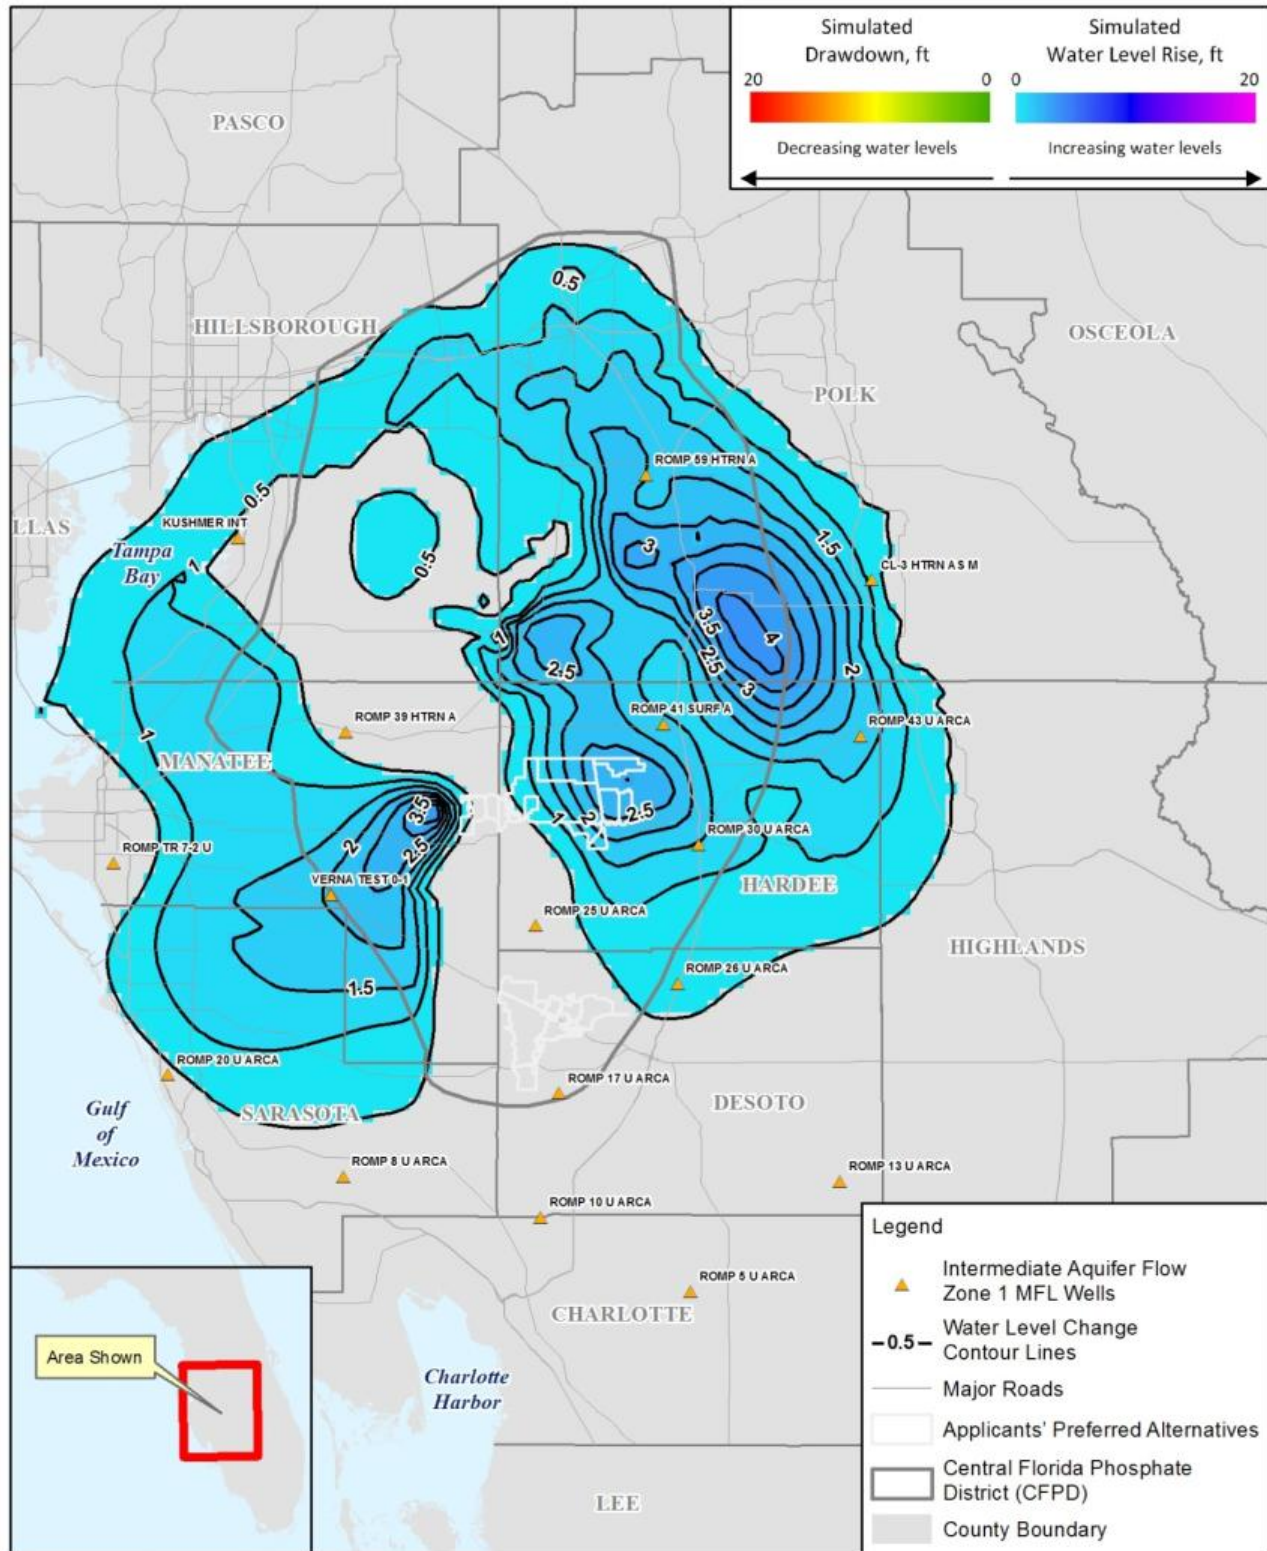 Simulated
Drawdown, ft
20
0
Decreasing water levels
Simulated
Water Level Rise, ft
0
20
Increasing water levels
PASCO
HILLSBOROUGH
OSCEOLA
POLK
0.5
ROMP 59 HTRN A
0.5
KUSHMER INT
LLAS
Tampa
Bay
1
0.5
3
1.5
CL-3 HTRN AS M
3.5
4
1
2.5
2.5
3
2
ROMP 41 SURF A
ROMP 43 U ARCA
ROMP 39 HTRN A
1
MANATEE
3.5
2
2.5
1
2
2.5
ROMP 30 U ARCA
ROMP TR 7-2 U
VERNA TEST 0-1
HARDEE
ROMP 25 U ARCA
HIGHLANDS
1.5
ROMP 26 U ARCA
ROMP 20 U ARCA
ROMP 17 U ARCA
SARASOTA
DESOTO
Gulf
of
Mexico
ROMP 8 U ARCA
ROMP 13 U ARCA
ROMP 10 U ARCA
ROMP 5 U ARCA
CHARLOTTE
Charlotte
Harbor
LEE
Area Shown
Legend
Intermediate Aquifer Flow
Zone 1 MFL Wells
0.5
Water Level Change
Contour Lines
Major Roads
Applicants' Preferred Alternatives
Central Florida Phosphate
District (CFPD)
County Boundary